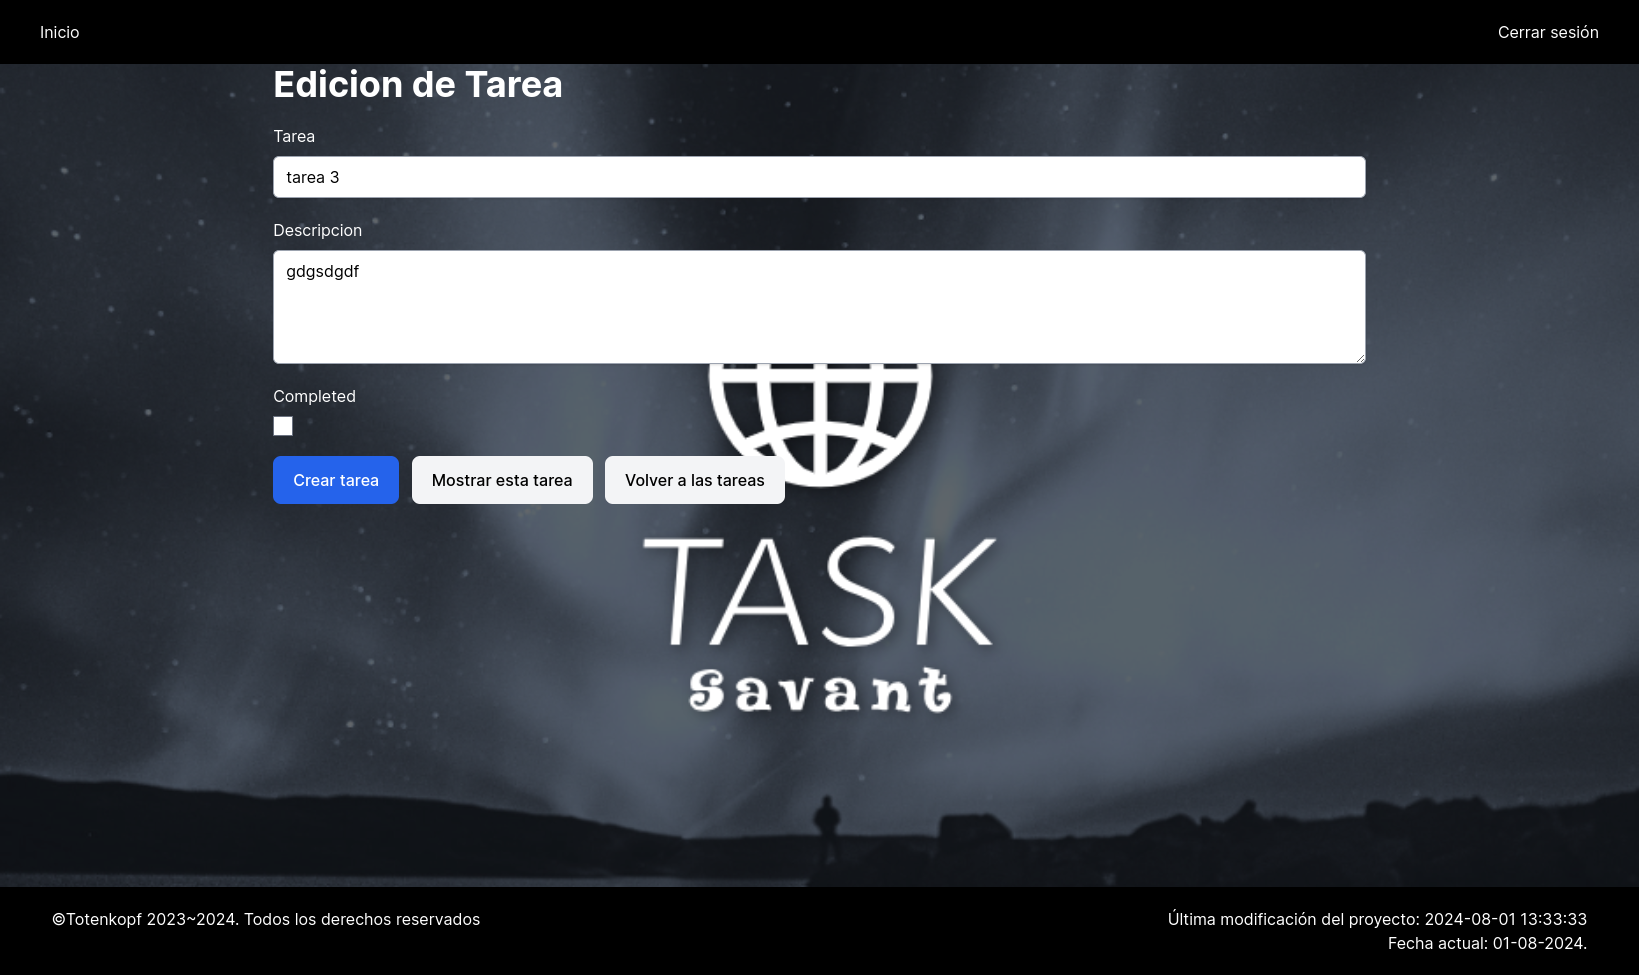 Inicio
Cerrar sesión
Edicion de Tarea
Tarea
tarea 3
Descripcion
gdgsdgdf
Completed
Crear tarea
Mostrar esta tarea
Volver a las tareas
TASK
Savant
©Totenkopf 2023~2024. Todos los derechos reservados
Última modificación del proyecto: 2024-08-01 13:33:33
Fecha actual: 01-08-2024.